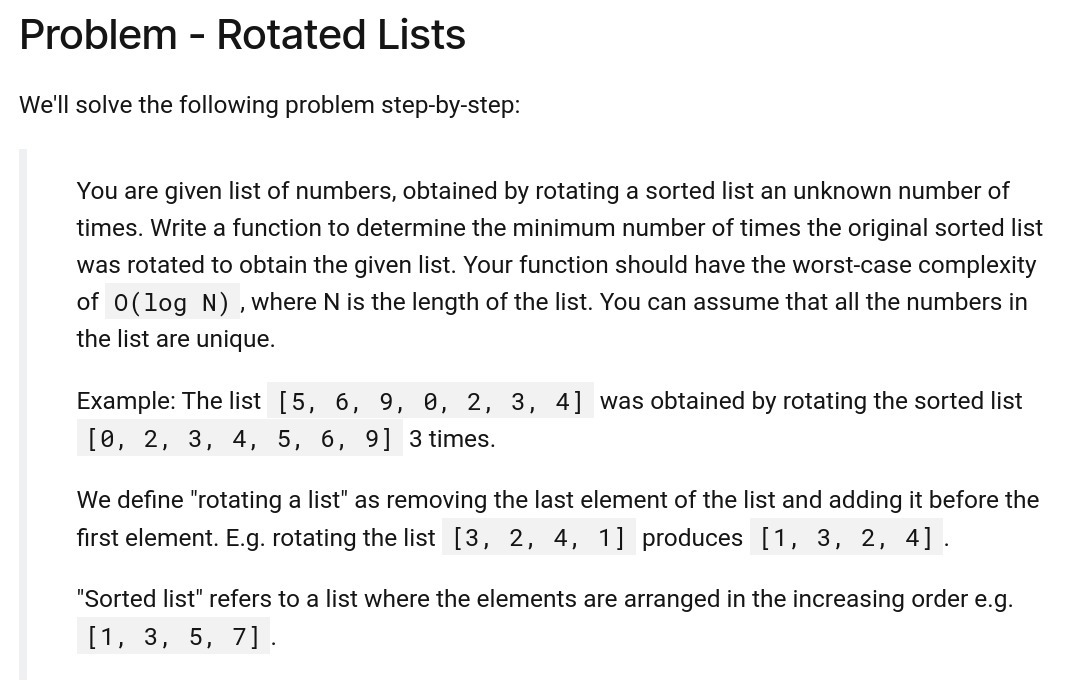 Problem - Rotated Lists
We'll solve the following problem step-by-step:
You are given list of numbers, obtained by rotating a sorted list an unknown number of
times. Write a function to determine the minimum number of times the original sorted list
was rotated to obtain the given list. Your function should have the worst-case complexity
of O(log N) , where N is the length of the list. You can assume that all the numbers in
the list are unique.
Example: The list [5, 6, 9, 0, 2, 3, 4] was obtained by rotating the sorted list
[0, 2, 3, 4, 5, 6, 9] 3 times.
We define "rotating a list" as removing the last element of the list and adding it before the
first element. E.g. rotating the list [3, 2, 4, 1] produces [1, 3, 2, 4] .
"Sorted list" refers to a list where the elements are arranged in the increasing order e.g.
[1, 3, 5, 7] .